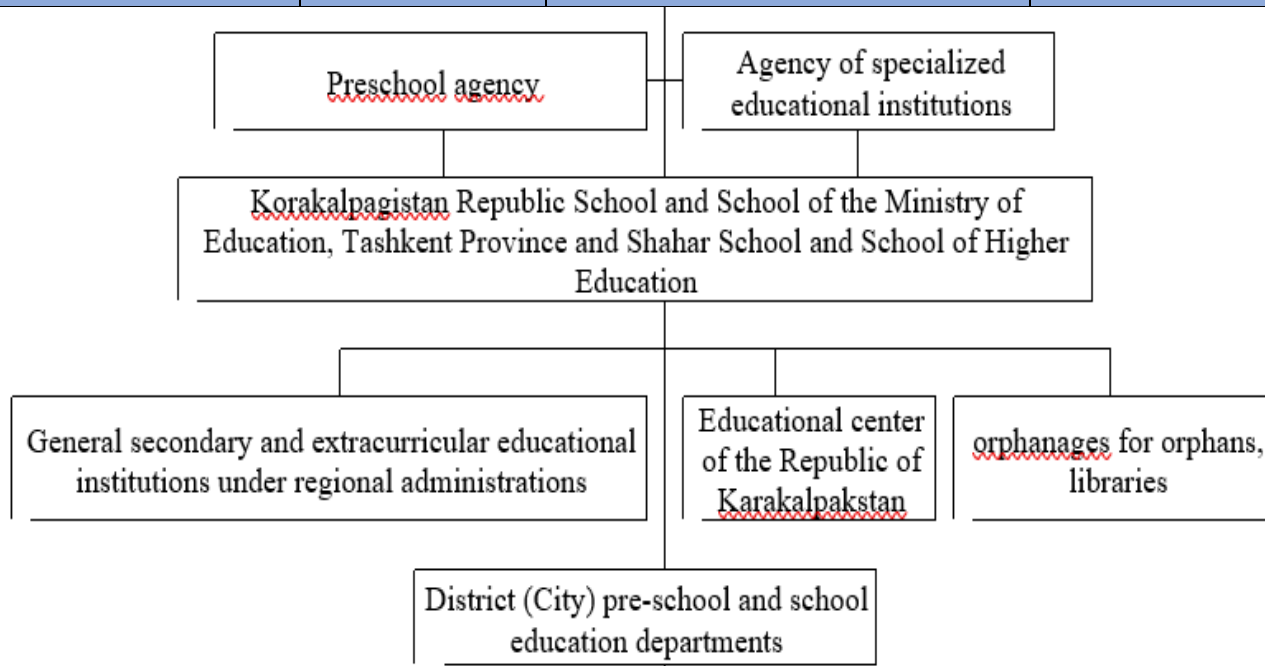 Preschool agency
Agency of specialized
educational institutions
Korakalpagistan Republic School and School of the Ministry of
Education, Tashkent Province and Shahar School and School of Higher
Education
General secondary and extracurricular educational
institutions under regional administrations
Educational center
of the Republic of
Karakalpakstan
orphanages for orphans,
libraries
District (City) pre-school and school
education departments